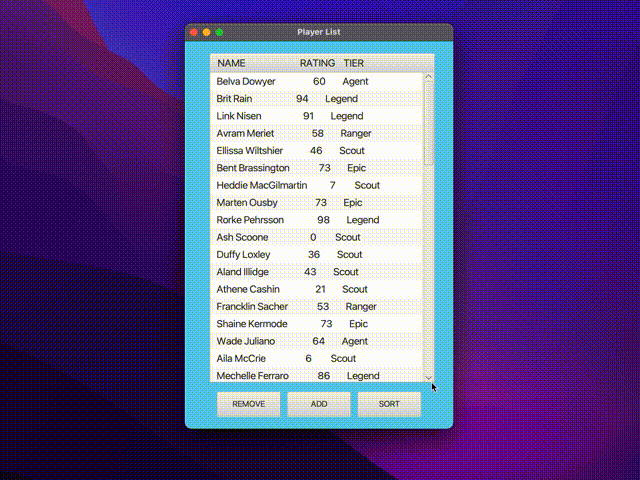 Player List
NAME RATING TIER
Belva Dowyer 60 Agent
Brit Rain 94 Legend
Link Nisen 91 Legend
Avram Meriet 58 Ranger
Ellissa Wiltshier 46 Scout
Bent Brassington 73 Epic
Heddie MacGilmartin 7 Scout
Marten Ousby 73 Epic
Rorke Pehrsson 98 Legend
Ash Scoone 0 Scout
Duffy Loxley 36 Scout
Aland Illidge 43 Scout
Athene Cashin 21 Scout
Francklin Sacher 53 Ranger
Shaine Kermode 73 Epic
Wade Juliano 64 Agent
Aila McCrie 6 Scout
Mechelle Ferraro 86 Legend
REMOVE ADD SORT